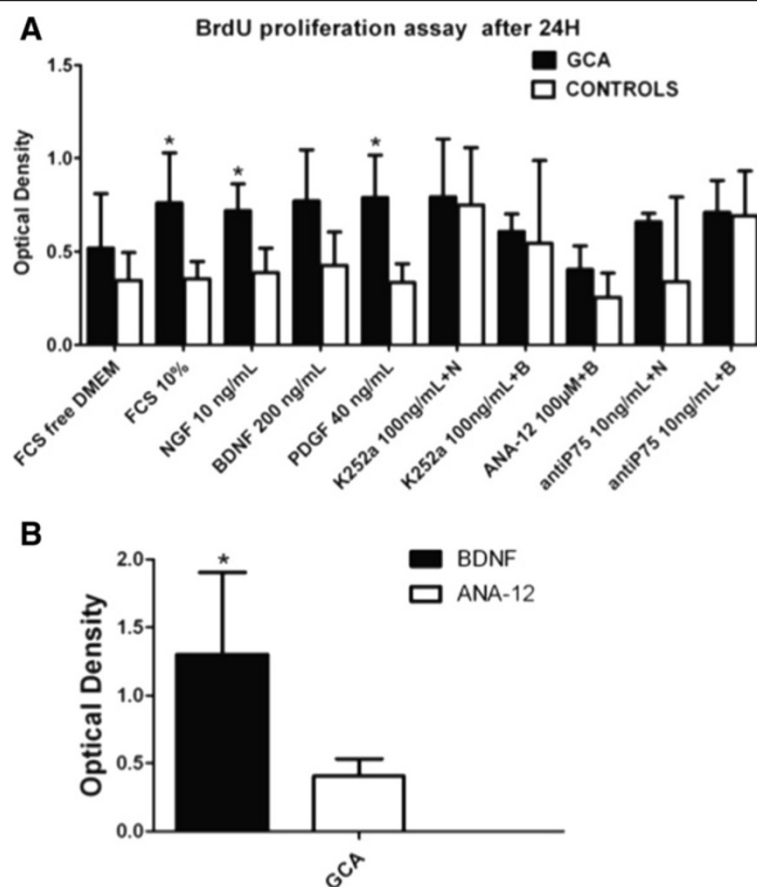 A
BrdU proliferation assay after 24H
GCA
CONTROLS
Optical Density
1.5
1.0
0.5
0.0
*
*
*
FCS free DMEM
FCS 10%
NGF 10 ng/mL
BDNF 200 ng/mL
PDGF 40 ng/mL
K252a 100ng/mL+N
K252a 100ng/mL+B
ANA-12 100µM+B
antiP75 10ng/mL+N
antiP75 10ng/mL+B
B
BDNF
ANA-12
Optical Density
2.0
1.5
1.0
0.5
0.0
*
GCA